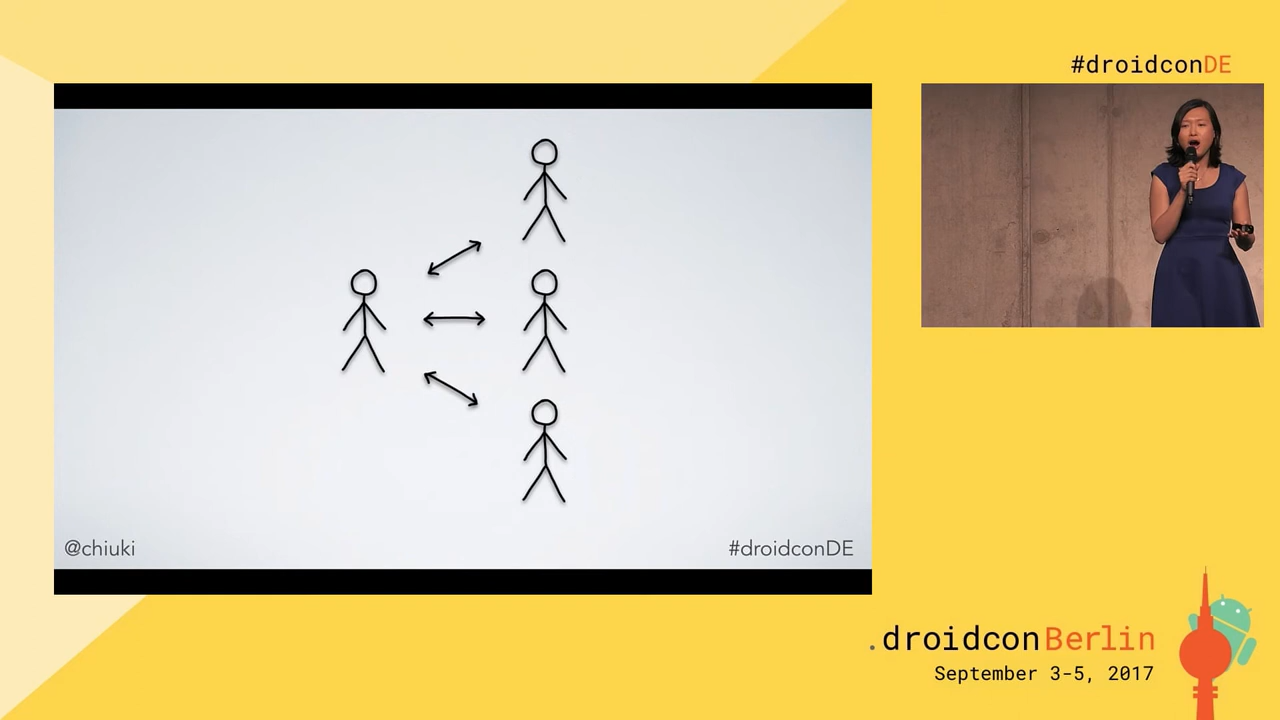 #droidconDE
@chiuki
#droidconDE
.droidconBerlin
September 3-5, 2017